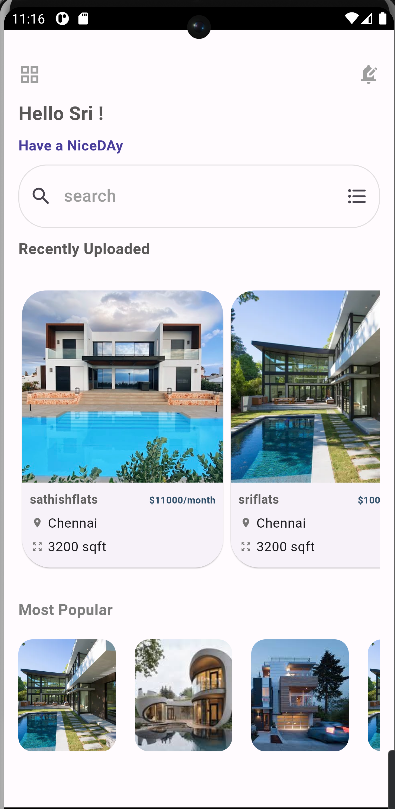 11:16
Hello Sri !
Have a NiceDAy
search
Recently Uploaded
sathishflats $11000/month
Chennai
3200 sqft
sriflats $100
Chennai
3200 sqft
Most Popular